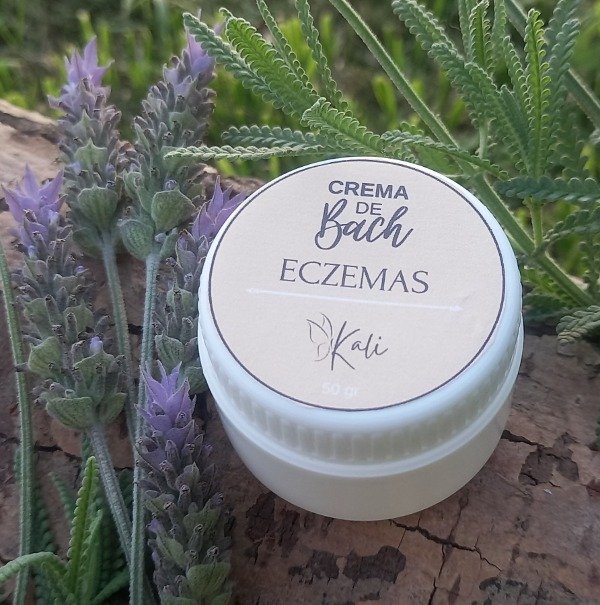 CREMA
DE
Bach
ECZEMAS
Kali
50 gr